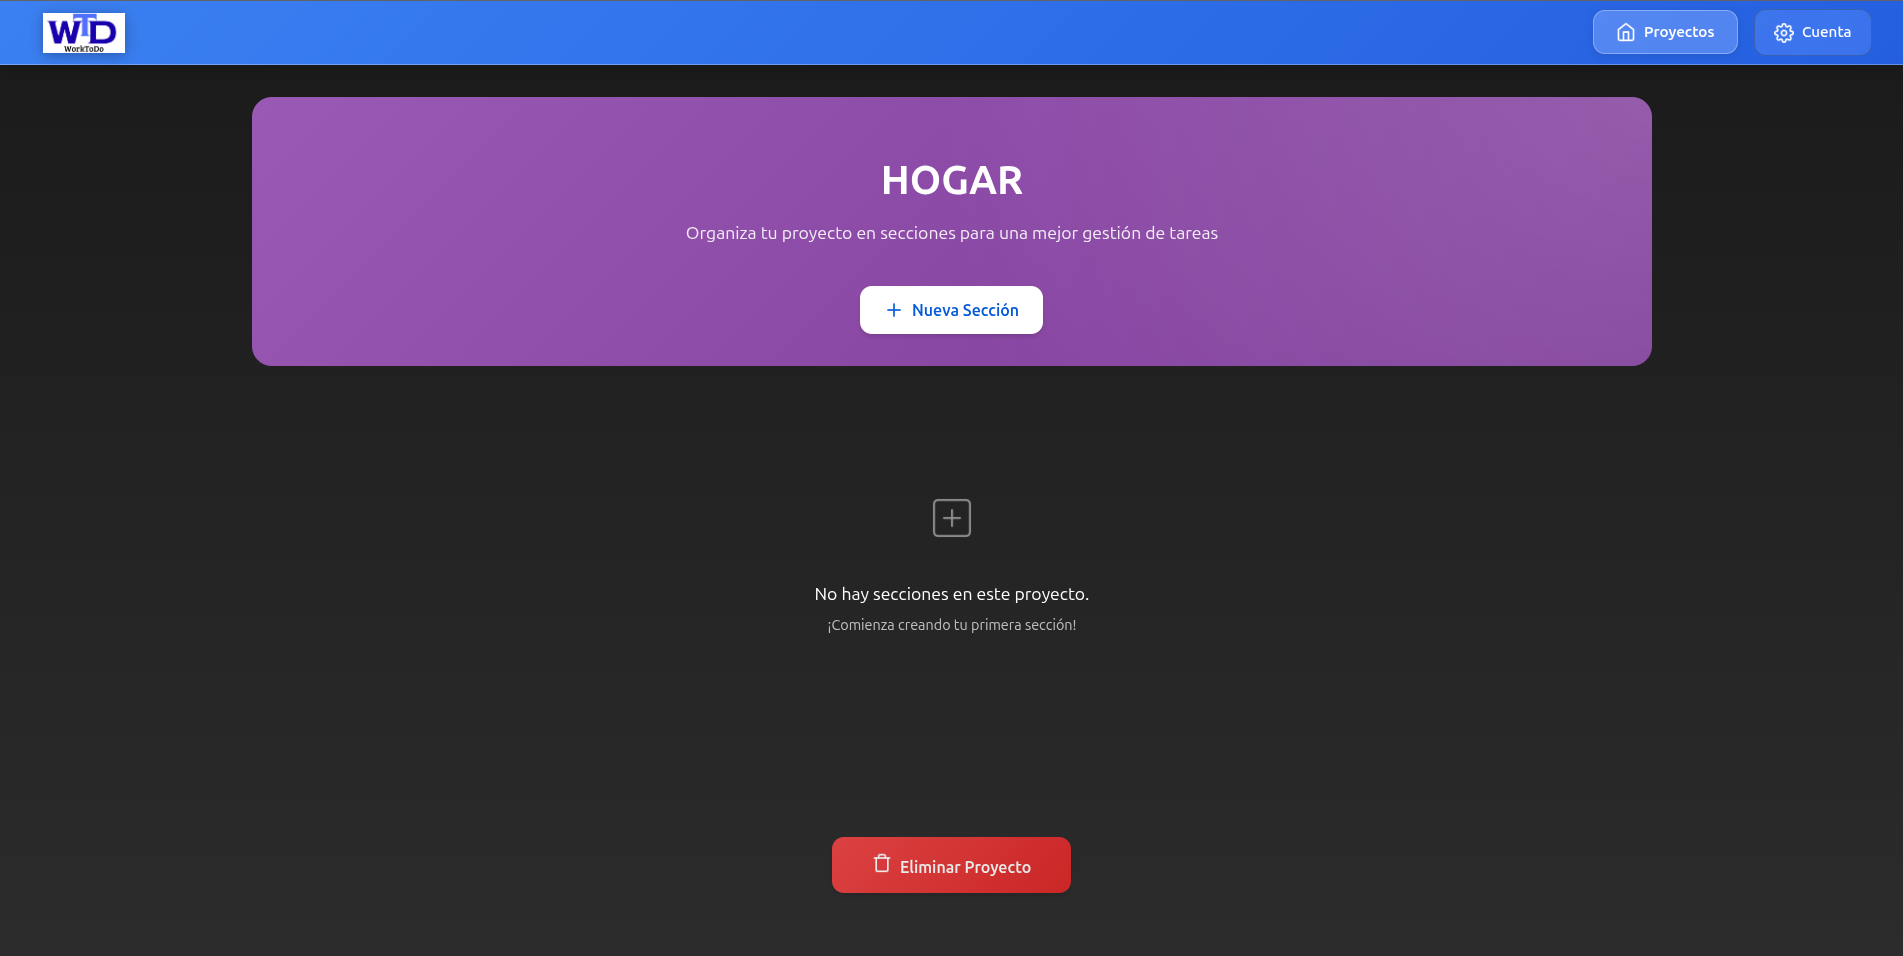 WTD
WorkToDo
Proyectos
Cuenta
HOGAR
Organiza tu proyecto en secciones para una mejor gestión de tareas
Nueva Sección
No hay secciones en este proyecto.
¡Comienza creando tu primera sección!
Eliminar Proyecto